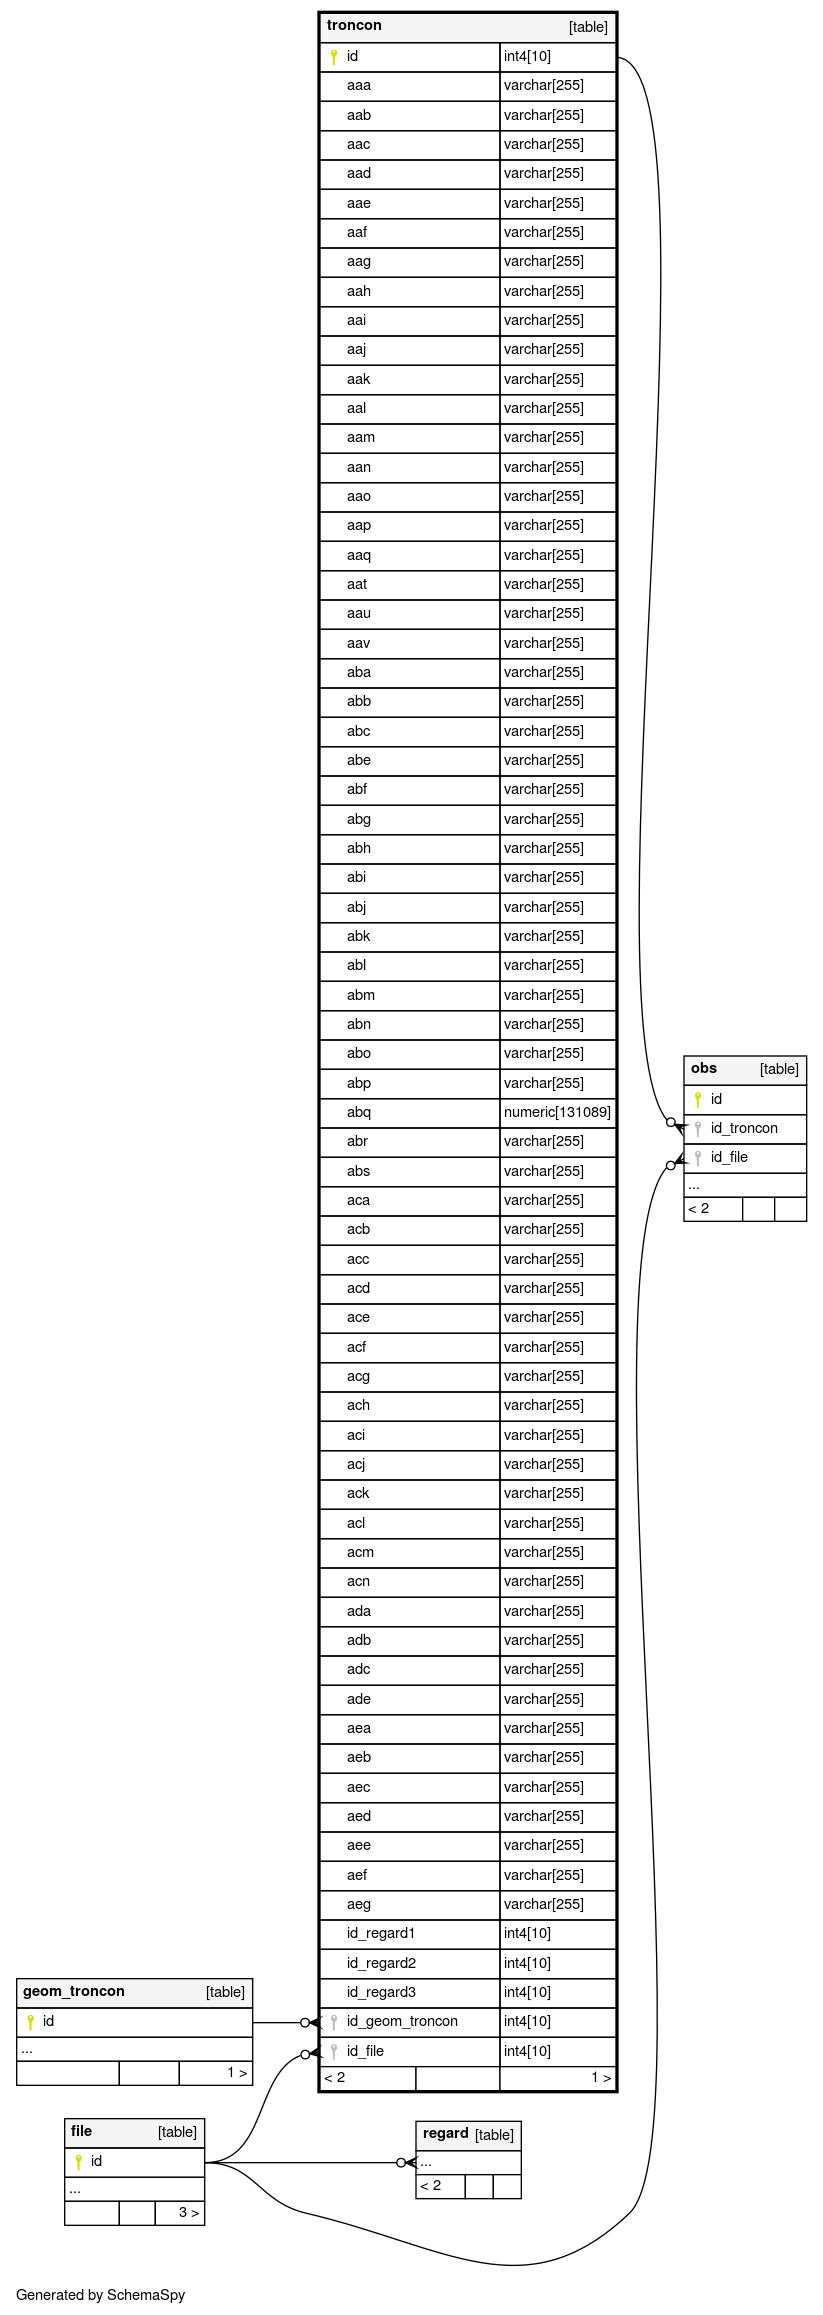 troncon [table]
id int4[10]
aaa varchar[255]
aab varchar[255]
aac varchar[255]
aad varchar[255]
aae varchar[255]
aaf varchar[255]
aag varchar[255]
aah varchar[255]
aai varchar[255]
aaj varchar[255]
aak varchar[255]
aal varchar[255]
aam varchar[255]
aan varchar[255]
aao varchar[255]
aap varchar[255]
aaq varchar[255]
aat varchar[255]
aau varchar[255]
aav varchar[255]
aba varchar[255]
abb varchar[255]
abc varchar[255]
abe varchar[255]
abf varchar[255]
abg varchar[255]
abh varchar[255]
abi varchar[255]
abj varchar[255]
abk varchar[255]
abl varchar[255]
abm varchar[255]
abn varchar[255]
abo varchar[255]
abp varchar[255]
abq numeric[131089]
abr varchar[255]
abs varchar[255]
aca varchar[255]
acb varchar[255]
acc varchar[255]
acd varchar[255]
ace varchar[255]
acf varchar[255]
acg varchar[255]
ach varchar[255]
aci varchar[255]
acj varchar[255]
ack varchar[255]
acl varchar[255]
acm varchar[255]
acn varchar[255]
ada varchar[255]
adb varchar[255]
adc varchar[255]
ade varchar[255]
aea varchar[255]
aeb varchar[255]
aec varchar[255]
aed varchar[255]
aee varchar[255]
aef varchar[255]
aeg varchar[255]
id_regard1 int4[10]
id_regard2 int4[10]
id_regard3 int4[10]
id_geom_troncon int4[10]
id_file int4[10]
< 2 1 >
obs [table]
id
id_troncon
id_file
...
< 2
geom_troncon [table]
id
...
1 >
file [table]
id
...
3 >
regard [table]
...
< 2
Generated by SchemaSpy